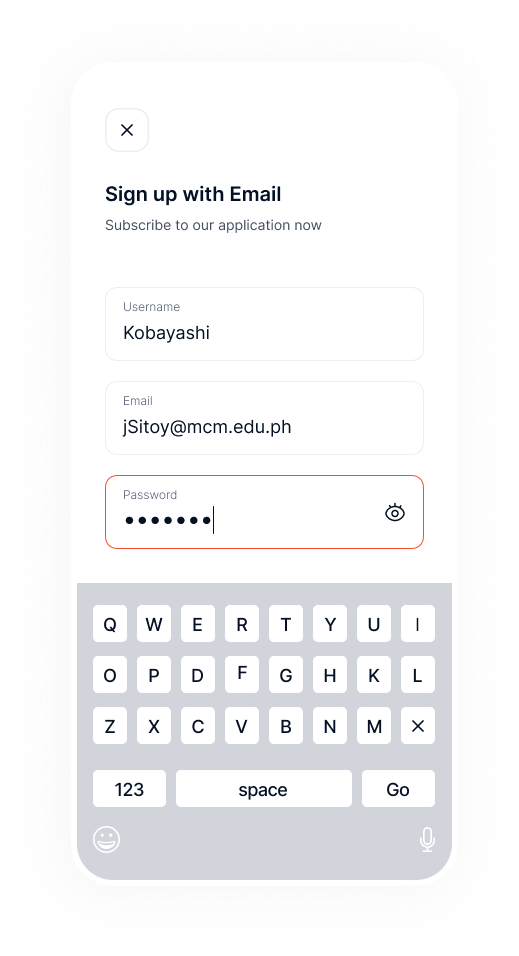 Sign up with Email
Subscribe to our application now
Username
Kobayashi
Email
jSitoy@mcm.edu.ph
Password
•••••••
Q W E R T Y U I
O P D F G H K L
Z X C V B N M
123 space Go